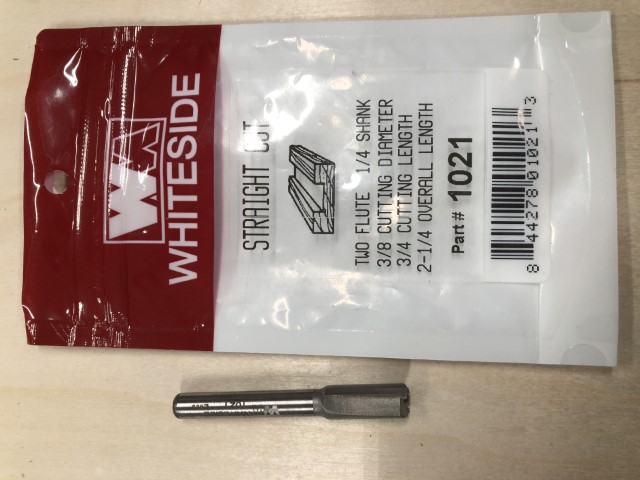 WHITESIDE
STRAIGHT CUT
TWO FLUTE 1/4 SHANK
3/8 CUTTING DIAMETER
3/4 CUTTING LENGTH
2-1/4 OVERALL LENGTH
Part# 1021
8 44278 01021 3
1021